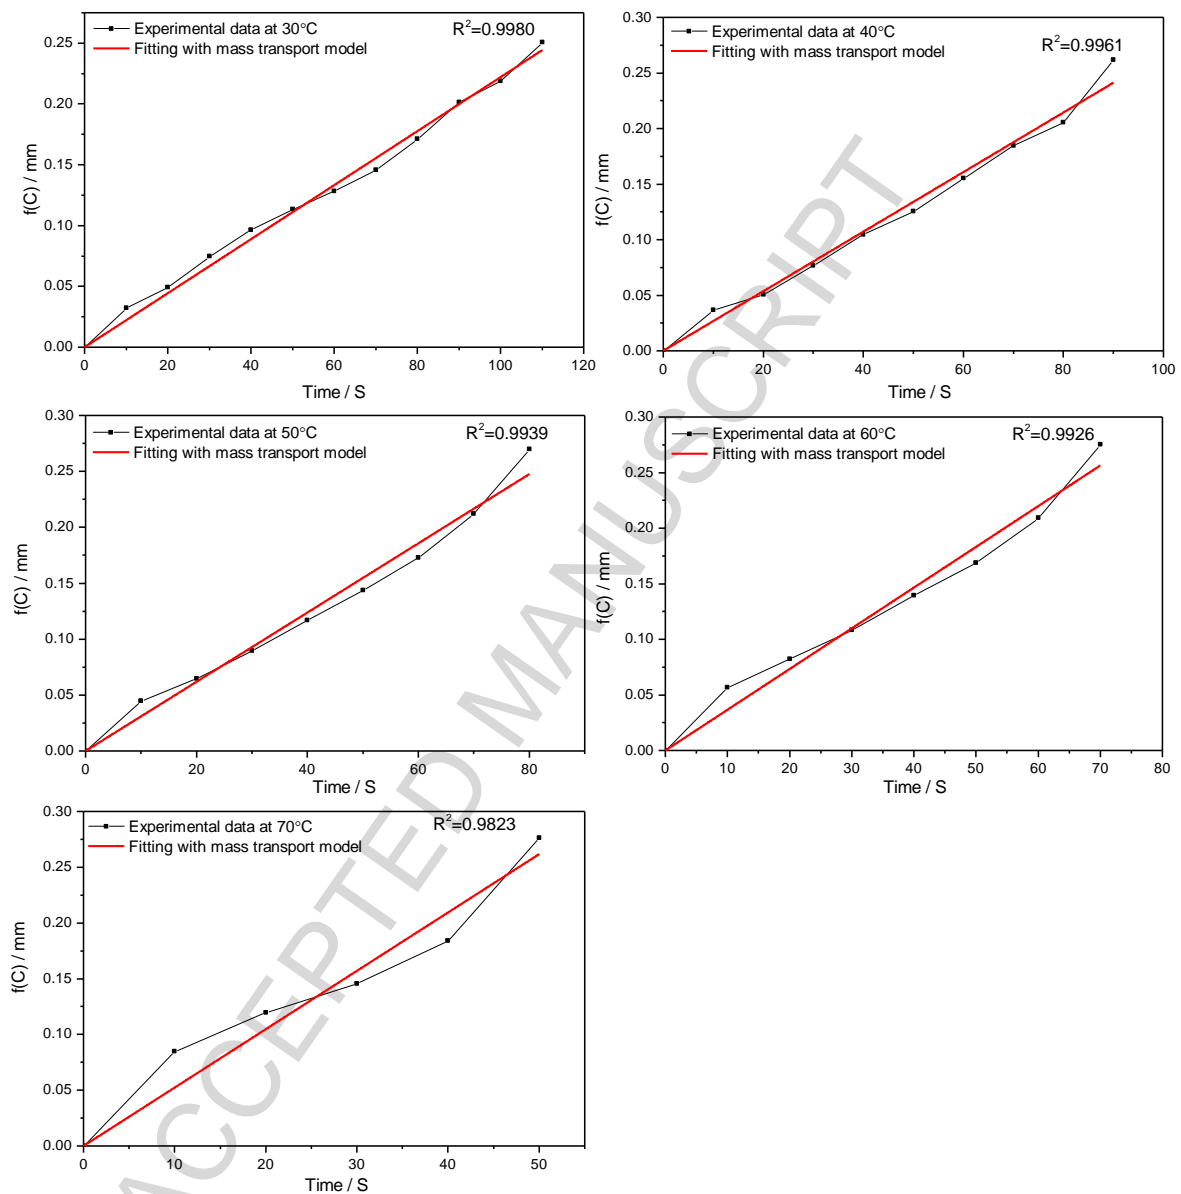 Experimental data at 30°C
Fitting with mass transport model
R²=0.9980
0.25
0.20
0.15
0.10
0.05
0.00
f(C) / mm
0 20 40 60 80 100 120
Time / S
Experimental data at 40°C
Fitting with mass transport model
R²=0.9961
0.30
0.25
0.20
0.15
0.10
0.05
0.00
f(C) / mm
0 20 40 60 80 100
Time / S
Experimental data at 50°C
Fitting with mass transport model
R²=0.9939
0.30
0.25
0.20
0.15
0.10
0.05
0.00
f(C) / mm
0 20 40 60 80
Time / S
Experimental data at 60°C
Fitting with mass transport model
R²=0.9926
0.30
0.25
0.20
0.15
0.10
0.05
0.00
f(C) / mm
0 10 20 30 40 50 60 70 80
Time / S
Experimental data at 70°C
Fitting with mass transport model
R²=0.9823
0.30
0.25
0.20
0.15
0.10
0.05
0.00
f(C) / mm
0 10 20 30 40 50
Time / S
ACCEPTED MANUSCRIPT